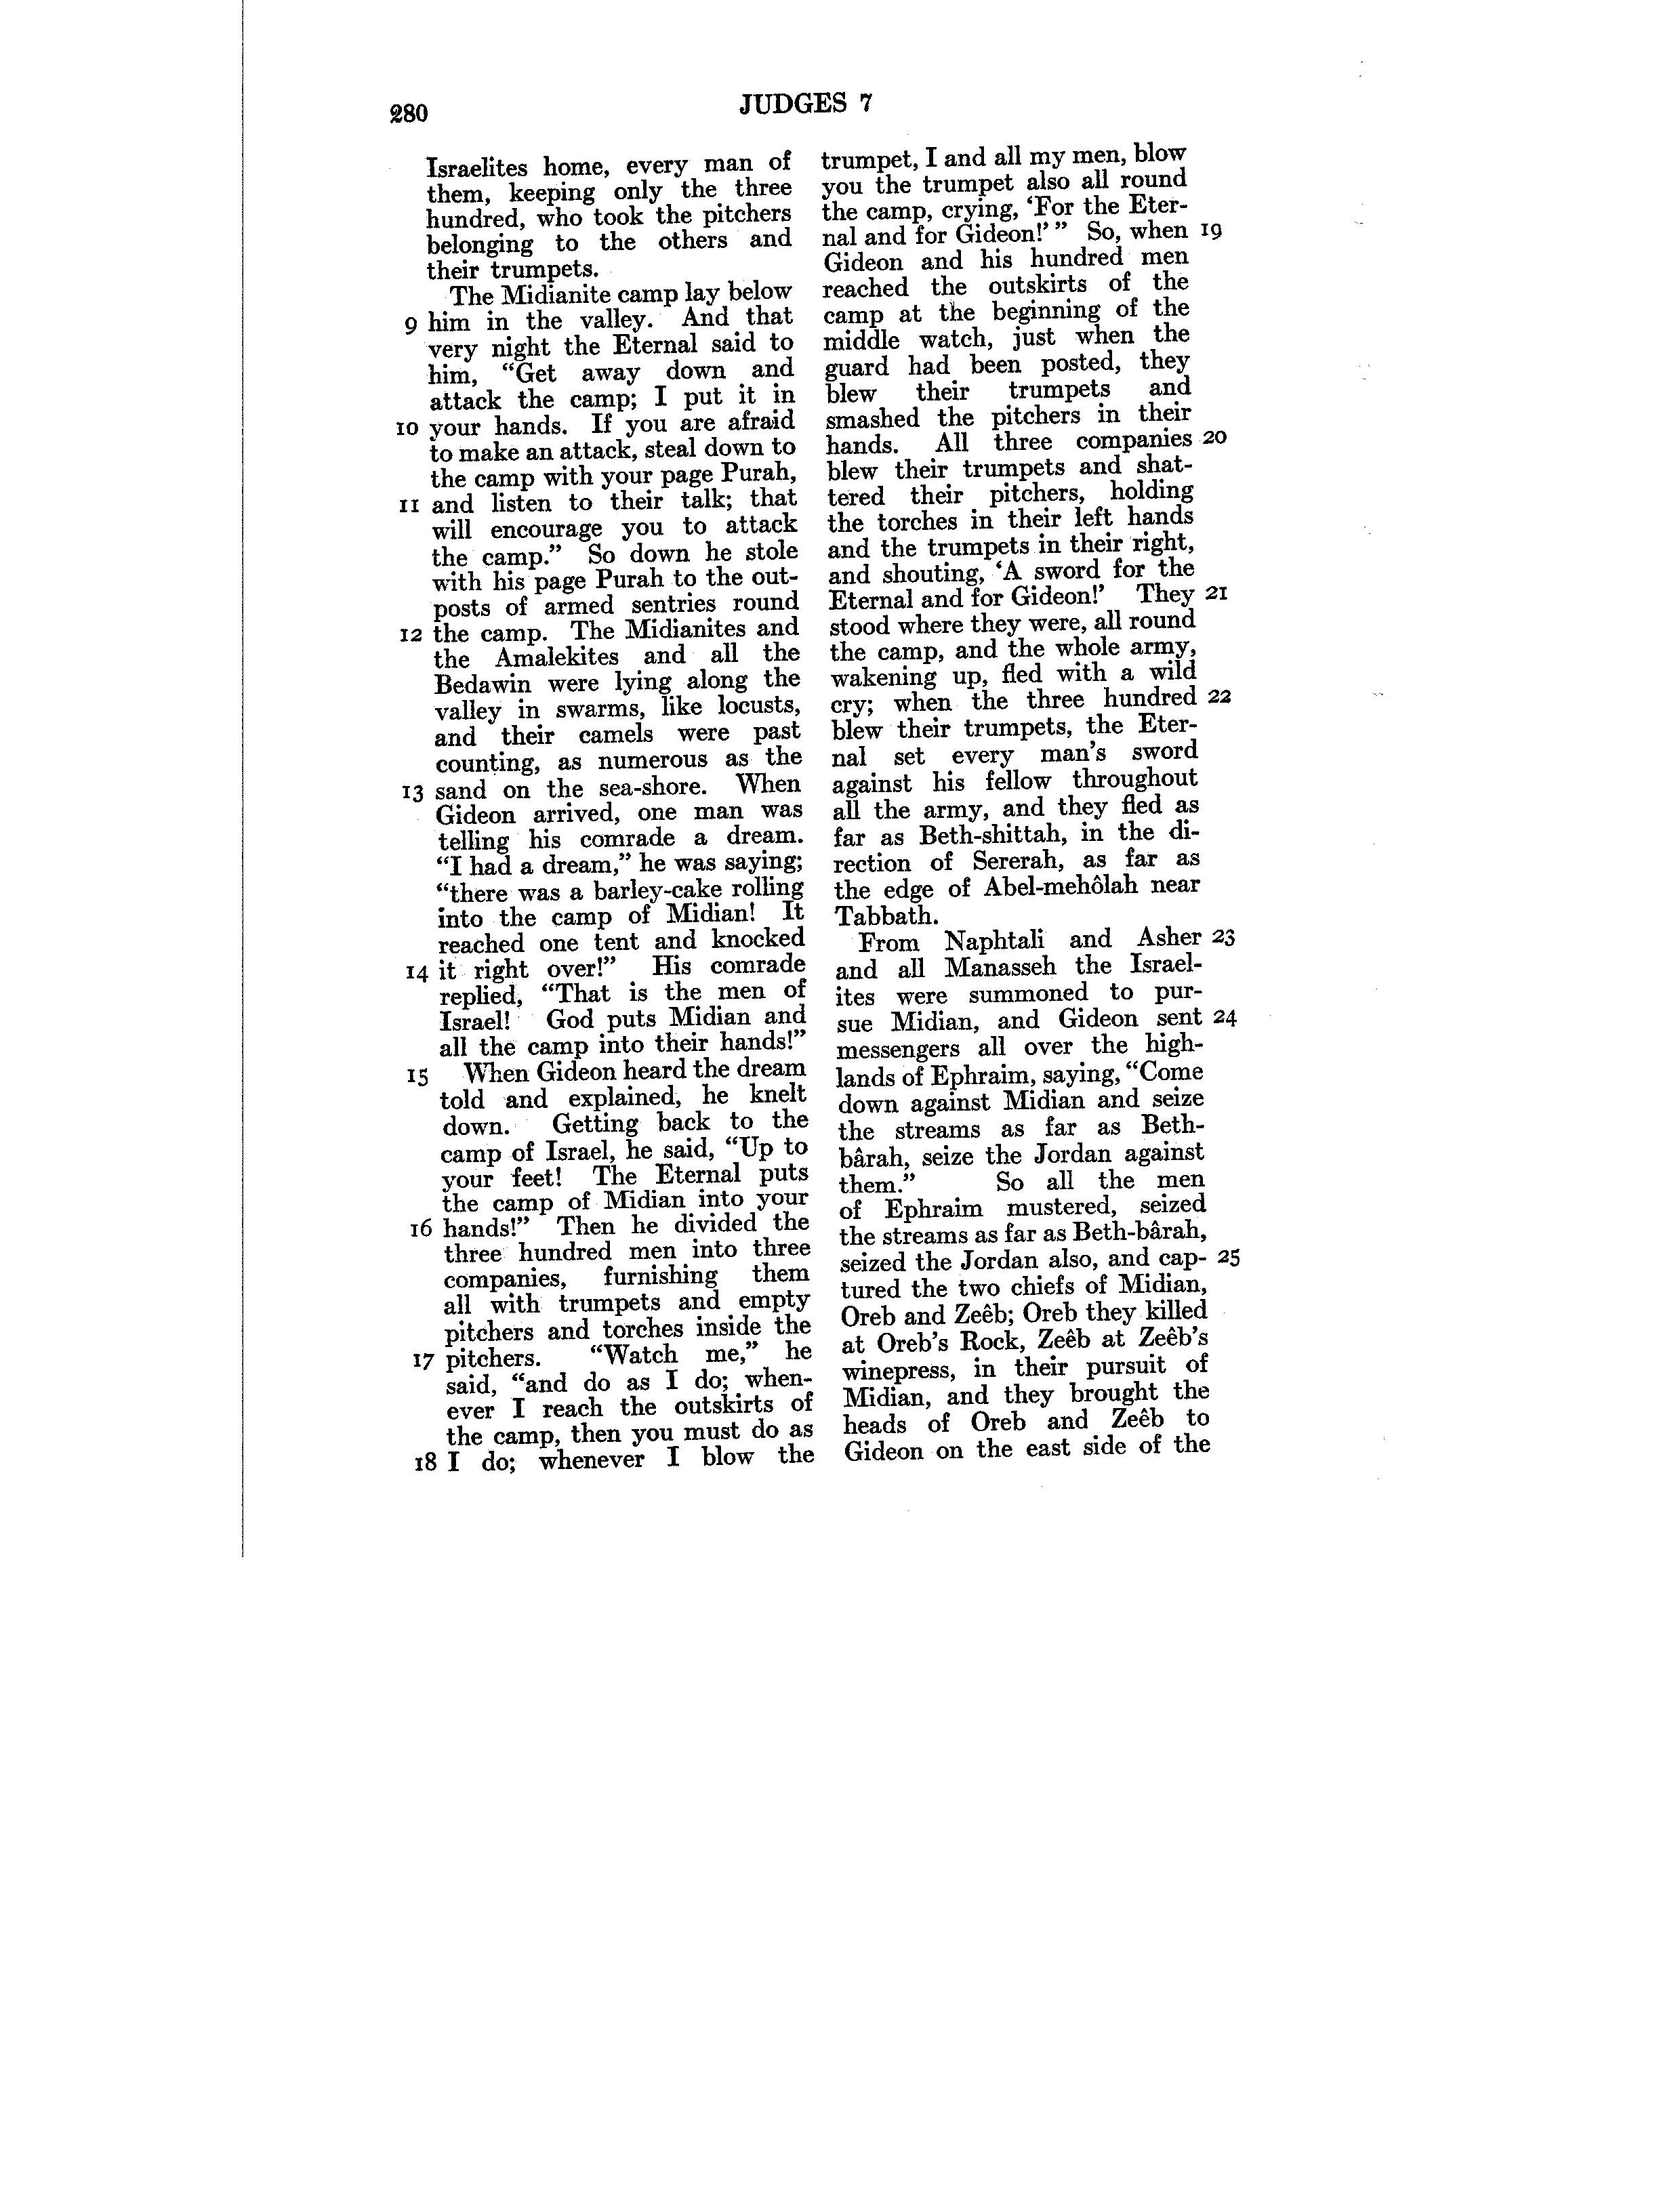 280
JUDGES 7
Israelites home, every man of
them, keeping only the three
hundred, who took the pitchers
belonging to the others and
their trumpets.
The Midianite camp lay below
9 him in the valley. And that
very night the Eternal said to
him, “Get away down and
attack the camp; I put it in
10 your hands. If you are afraid
to make an attack, steal down to
the camp with your page Purah,
11 and listen to their talk; that
will encourage you to attack
the camp.” So down he stole
with his page Purah to the out-
posts of armed sentries round
12 the camp. The Midianites and
the Amalekites and all the
Bedawin were lying along the
valley in swarms, like locusts,
and their camels were past
counting, as numerous as the
13 sand on the sea-shore. When
Gideon arrived, one man was
telling his comrade a dream.
“I had a dream,” he was saying;
“there was a barley-cake rolling
into the camp of Midian! It
reached one tent and knocked
14 it right over!” His comrade
replied, “That is the men of
Israel! God puts Midian and
all the camp into their hands!”
15 When Gideon heard the dream
told and explained, he knelt
down. Getting back to the
camp of Israel, he said, “Up to
your feet! The Eternal puts
the camp of Midian into your
16 hands!” Then he divided the
three hundred men into three
companies, furnishing them
all with trumpets and empty
pitchers and torches inside the
17 pitchers. “Watch me,” he
said, “and do as I do; when-
ever I reach the outskirts of
the camp, then you must do as
18 I do; whenever I blow the
trumpet, I and all my men, blow
you the trumpet also all round
the camp, crying, ‘For the Eter-
nal and for Gideon!’ ” So, when 19
Gideon and his hundred men
reached the outskirts of the
camp at the beginning of the
middle watch, just when the
guard had been posted, they
blew their trumpets and
smashed the pitchers in their
hands. All three companies 20
blew their trumpets and shat-
tered their pitchers, holding
the torches in their left hands
and the trumpets in their right,
and shouting, ‘A sword for the
Eternal and for Gideon!’ They 21
stood where they were, all round
the camp, and the whole army,
wakening up, fled with a wild
cry; when the three hundred 22
blew their trumpets, the Eter-
nal set every man’s sword
against his fellow throughout
all the army, and they fled as
far as Beth-shittah, in the di-
rection of Sererah, as far as
the edge of Abel-mehôlah near
Tabbath.
From Naphtali and Asher 23
and all Manasseh the Israel-
ites were summoned to pur-
sue Midian, and Gideon sent 24
messengers all over the high-
lands of Ephraim, saying, “Come
down against Midian and seize
the streams as far as Beth-
bârah, seize the Jordan against
them.” So all the men
of Ephraim mustered, seized
the streams as far as Beth-bârah,
seized the Jordan also, and cap- 25
tured the two chiefs of Midian,
Oreb and Zeêb; Oreb they killed
at Oreb’s Rock, Zeêb at Zeêb’s
winepress, in their pursuit of
Midian, and they brought the
heads of Oreb and Zeêb to
Gideon on the east side of the